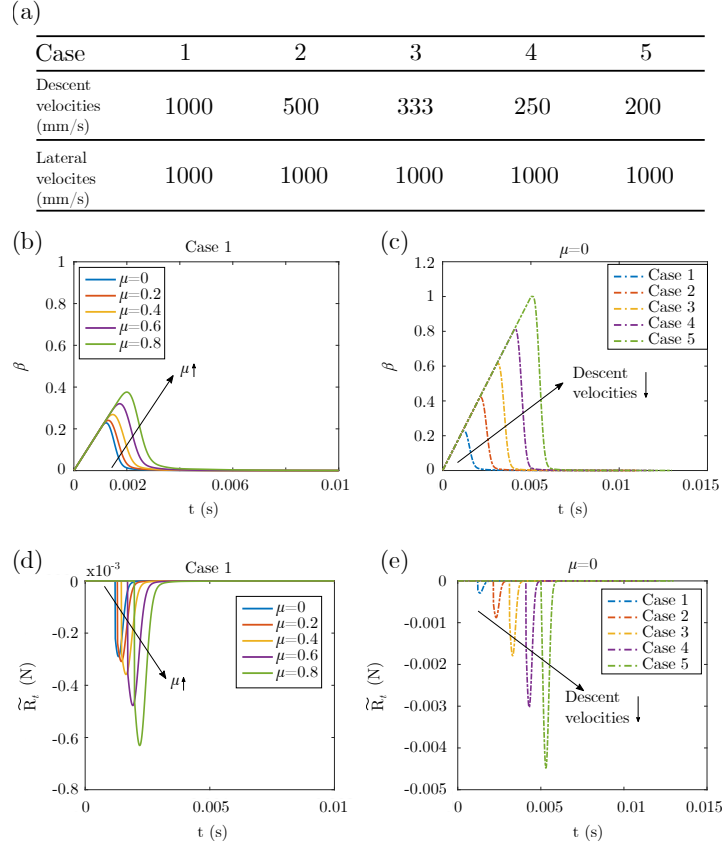 (a)
Case 1 2 3 4 5
Descent
velocities
(mm/s)
1000 500 333 250 200
Lateral
velocites
(mm/s)
1000 1000 1000 1000 1000
(b)
Case 1
1
0.8
0.6
0.4
0.2
0
β
μ=0
μ=0.2
μ=0.4
μ=0.6
μ=0.8
μ↑
0 0.002 0.006 0.01
t (s)
(c)
μ=0
1.2
1
0.8
0.6
0.4
0.2
0
β
Case 1
Case 2
Case 3
Case 4
Case 5
Descent
velocities ↓
0 0.005 0.01 0.015
t (s)
(d)
Case 1
x10⁻³
0
-0.2
-0.4
-0.6
-0.8
R̃ₜ (N)
μ=0
μ=0.2
μ=0.4
μ=0.6
μ=0.8
μ↑
0 0.005 0.01
t (s)
(e)
μ=0
0
-0.001
-0.002
-0.003
-0.004
-0.005
R̃ₜ (N)
Case 1
Case 2
Case 3
Case 4
Case 5
Descent
velocities ↓
0 0.005 0.01 0.015
t (s)